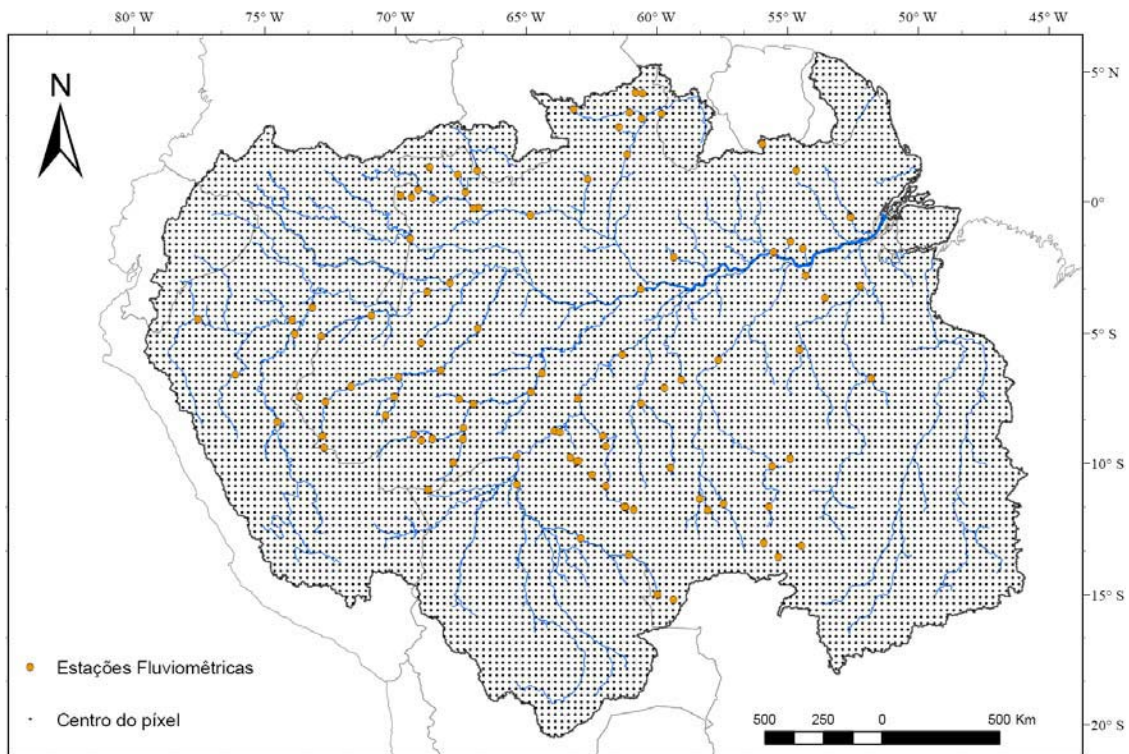 80° W 75° W 70° W 65° W 60° W 55° W 50° W 45° W
N
5° N
0°
5° S
10° S
15° S
20° S
Estações Fluviomêtricas
Centro do píxel
500 250 0 500 Km